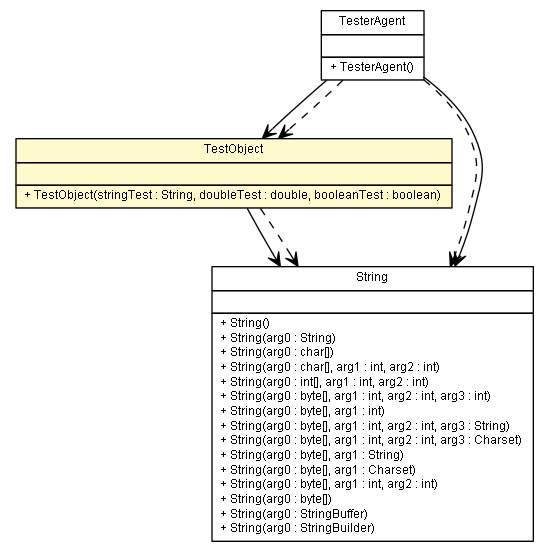 TesterAgent
+ TesterAgent()
TestObject
+ TestObject(stringTest : String, doubleTest : double, booleanTest : boolean)
String
+ String()
+ String(arg0 : String)
+ String(arg0 : char[])
+ String(arg0 : char[], arg1 : int, arg2 : int)
+ String(arg0 : int[], arg1 : int, arg2 : int)
+ String(arg0 : byte[], arg1 : int, arg2 : int, arg3 : int)
+ String(arg0 : byte[], arg1 : int)
+ String(arg0 : byte[], arg1 : int, arg2 : int, arg3 : String)
+ String(arg0 : byte[], arg1 : int, arg2 : int, arg3 : Charset)
+ String(arg0 : byte[], arg1 : String)
+ String(arg0 : byte[], arg1 : Charset)
+ String(arg0 : byte[], arg1 : int, arg2 : int)
+ String(arg0 : byte[])
+ String(arg0 : StringBuffer)
+ String(arg0 : StringBuilder)